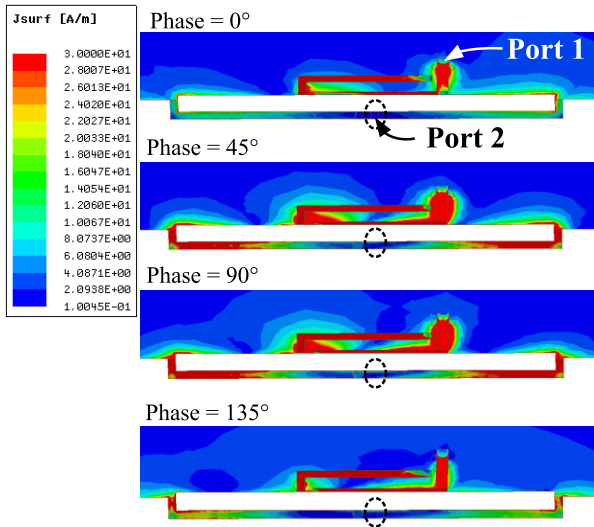 Jsurf [A/m]
3.0000E+01
2.8007E+01
2.6013E+01
2.4020E+01
2.2027E+01
2.0033E+01
1.8040E+01
1.6047E+01
1.4054E+01
1.2060E+01
1.0067E+01
8.0737E+00
6.0804E+00
4.0871E+00
2.0938E+00
1.0045E-01
Phase = 0°
Port 1
Port 2
Phase = 45°
Phase = 90°
Phase = 135°